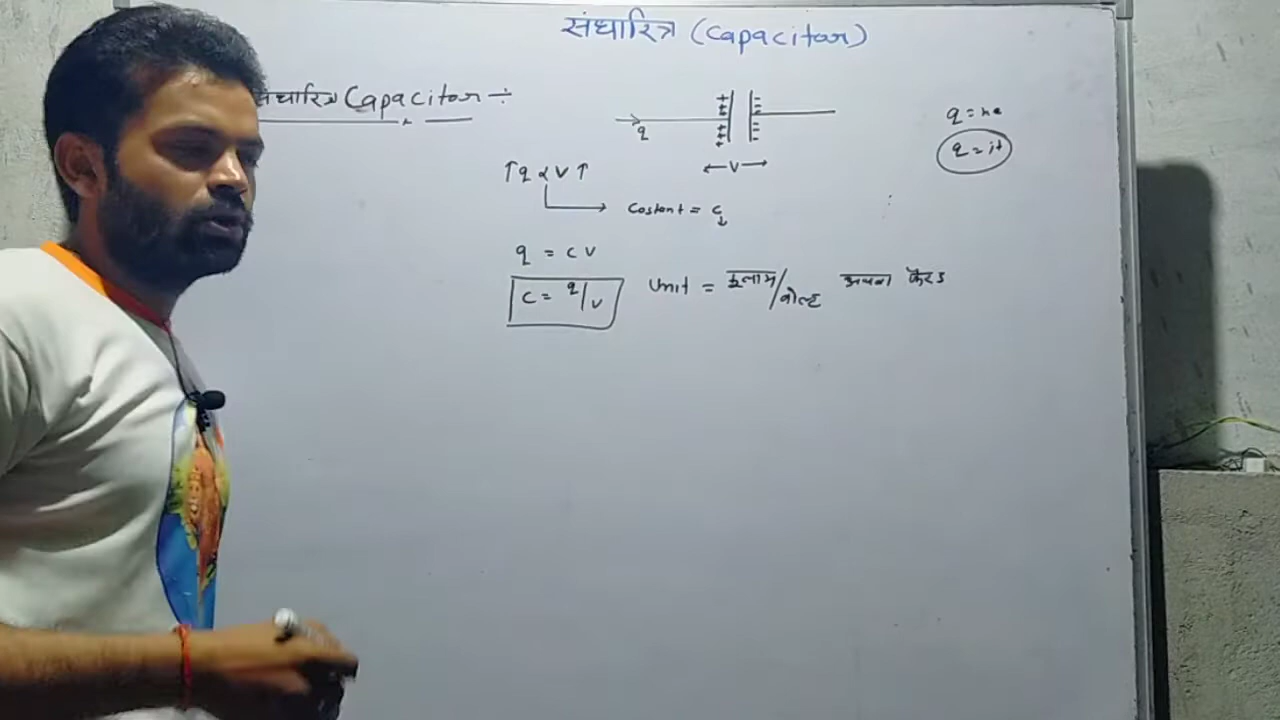 संधारित्र (Capacitor)
संधारित्र Capacitor ÷
q
+ + + +
- - - -
← V →
q = ne
q = it
↑ q ∝ V ↑
Costant = C
q = CV
C = q/V
Unit = कूलाम/वोल्ट अथवा फैरड